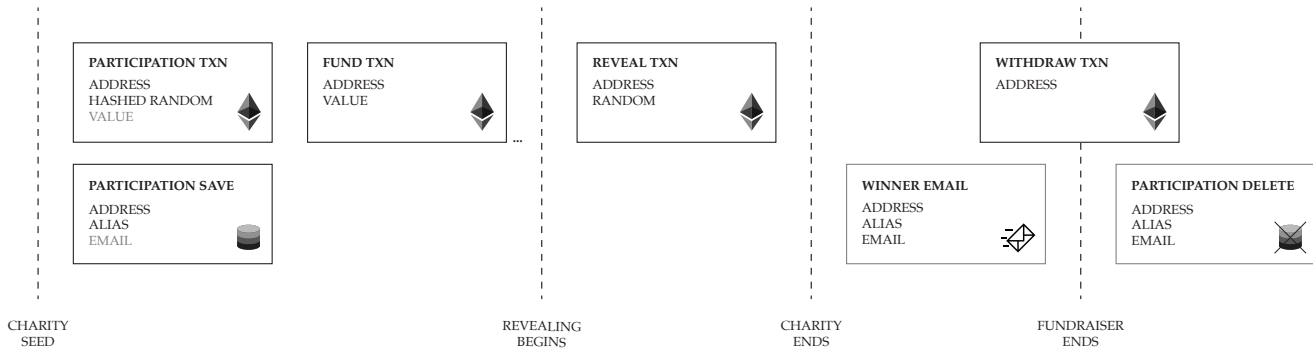 PARTICIPATION TXN
ADDRESS
HASHED RANDOM
VALUE
FUND TXN
ADDRESS
VALUE
...
REVEAL TXN
ADDRESS
RANDOM
WITHDRAW TXN
ADDRESS
PARTICIPATION SAVE
ADDRESS
ALIAS
EMAIL
WINNER EMAIL
ADDRESS
ALIAS
EMAIL
PARTICIPATION DELETE
ADDRESS
ALIAS
EMAIL
CHARITY
SEED
REVEALING
BEGINS
CHARITY
ENDS
FUNDRAISER
ENDS